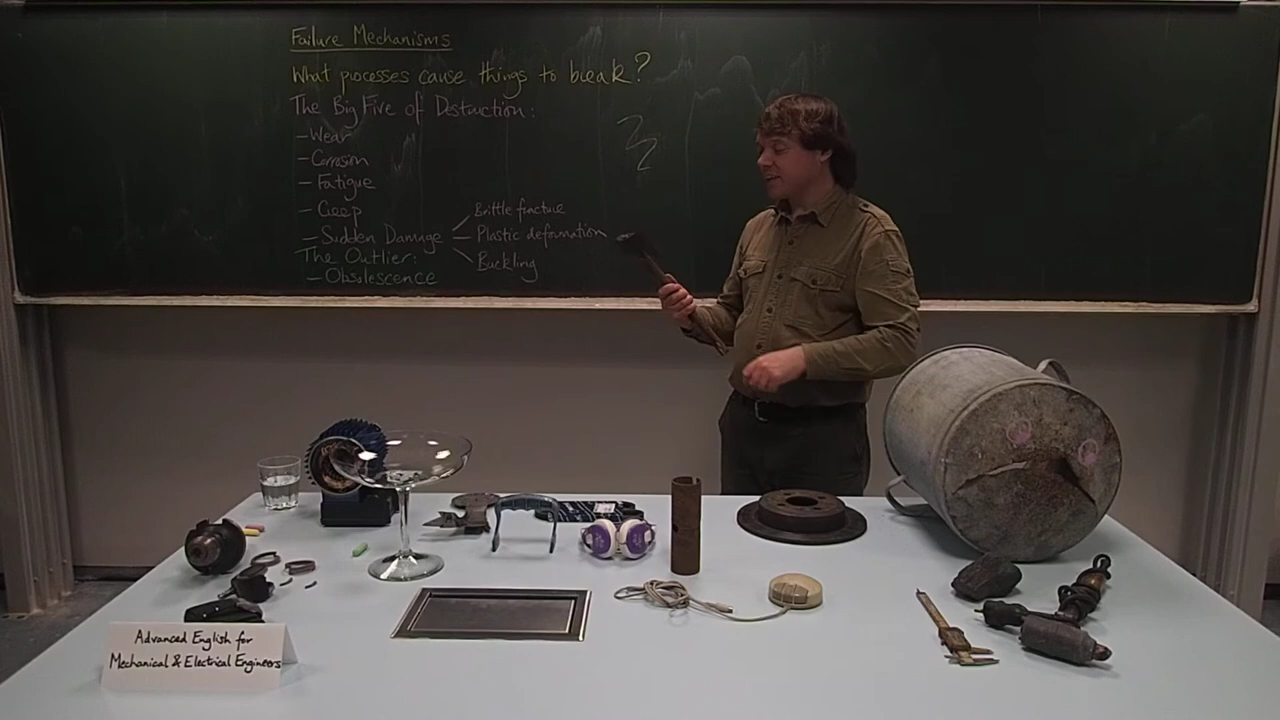 Failure Mechanisms
What processes cause things to break?
The Big Five of Destruction:
- Wear
- Corrosion
- Fatigue
- Creep
- Sudden Damage
Brittle fracture
Plastic deformation
Buckling
The Outlier:
- Obsolescence
Advanced English for
Mechanical & Electrical Engineers